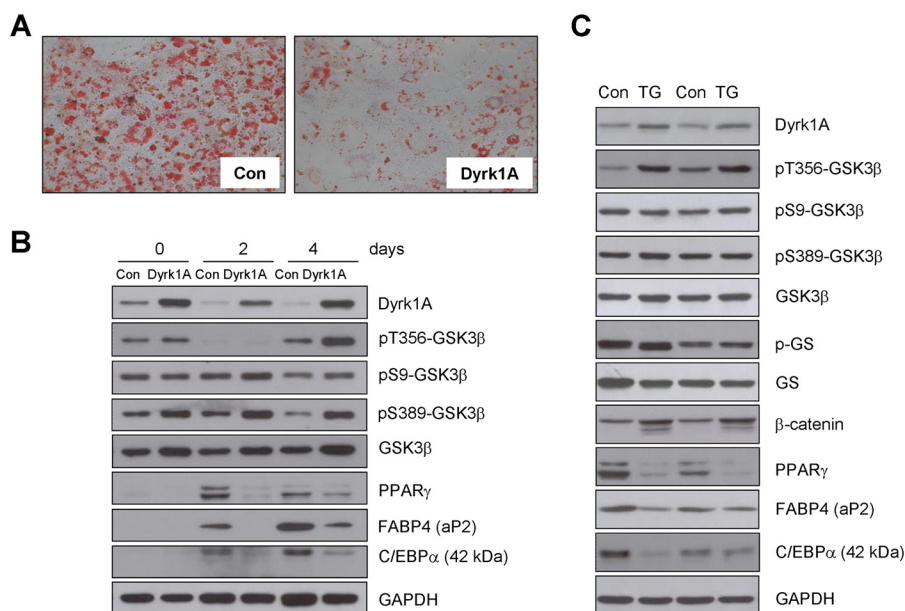 A
Con
Dyrk1A
B
0 2 4 days
Con Dyrk1A Con Dyrk1A Con Dyrk1A
Dyrk1A
pT356-GSK3β
pS9-GSK3β
pS389-GSK3β
GSK3β
PPARγ
FABP4 (aP2)
C/EBPα (42 kDa)
GAPDH
C
Con TG Con TG
Dyrk1A
pT356-GSK3β
pS9-GSK3β
pS389-GSK3β
GSK3β
p-GS
GS
β-catenin
PPARγ
FABP4 (aP2)
C/EBPα (42 kDa)
GAPDH